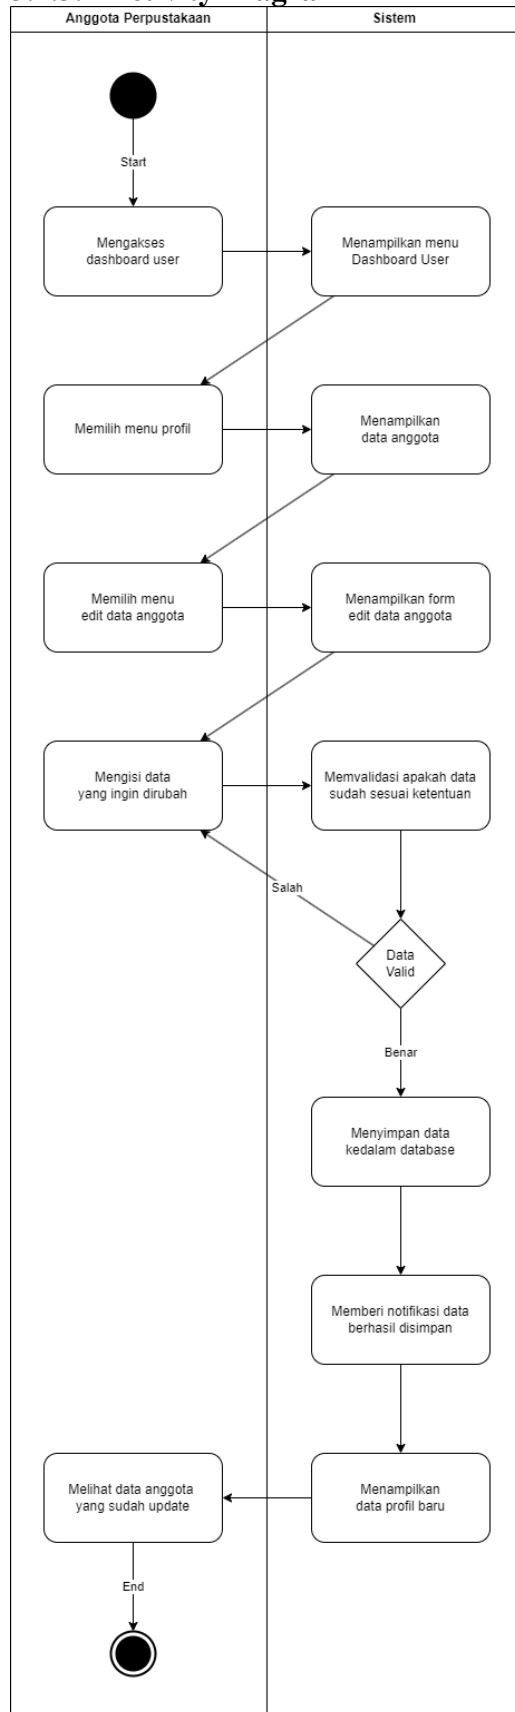 Anggota Perpustakaan
Sistem
Start
Mengakses
dashboard user
Menampilkan menu
Dashboard User
Memilih menu profil
Menampilkan
data anggota
Memilih menu
edit data anggota
Menampilkan form
edit data anggota
Mengisi data
yang ingin dirubah
Memvalidasi apakah data
sudah sesuai ketentuan
Salah
Data
Valid
Benar
Menyimpan data
kedalam database
Memberi notifikasi data
berhasil disimpan
Melihat data anggota
yang sudah update
Menampilkan
data profil baru
End